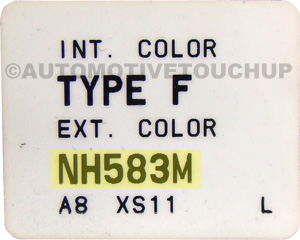 INT. COLOR
©AUTOMOTIVETOUCHUP
TYPE F
EXT. COLOR
NH583M
A8 XS11 L